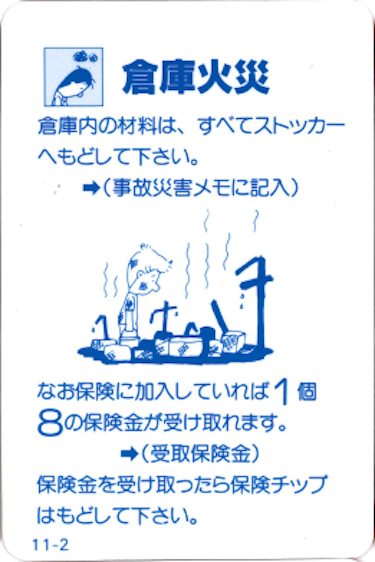 倉庫火災
倉庫内の材料は、すべてストッカー
へもどして下さい。
➡(事故災害メモに記入)
なお保険に加入していれば1個
8の保険金が受け取れます。
➡(受取保険金)
保険金を受け取ったら保険チップ
はもどして下さい。
11-2